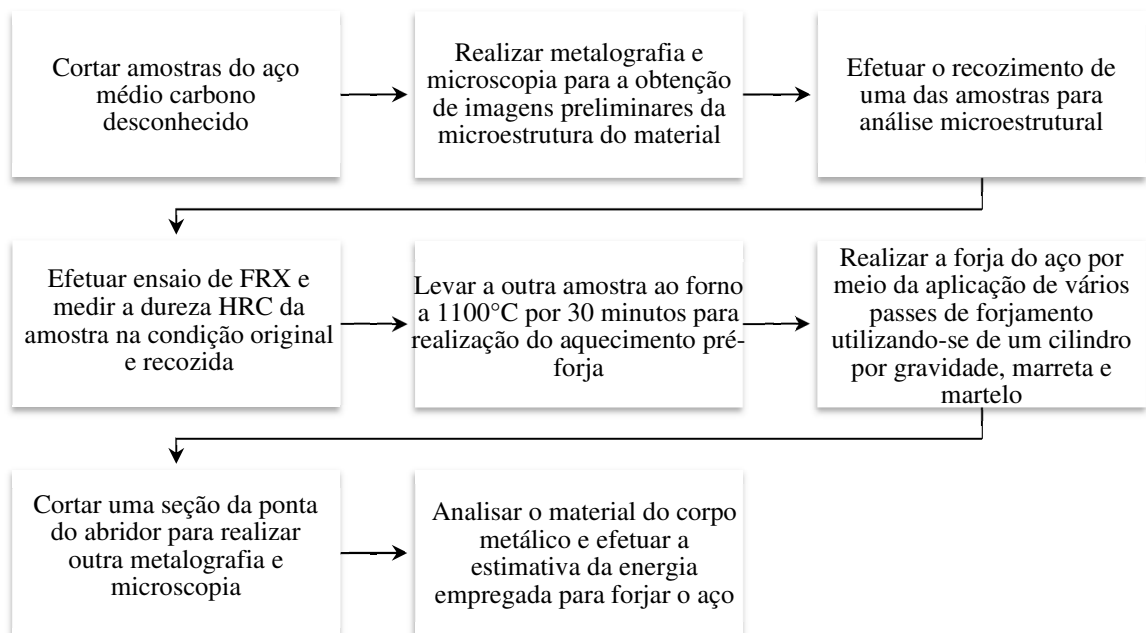 Cortar amostras do aço
médio carbono
desconhecido
Realizar metalografia e
microscopia para a obtenção
de imagens preliminares da
microestrutura do material
Efetuar o recozimento de
uma das amostras para
análise microestrutural
Efetuar ensaio de FRX e
medir a dureza HRC da
amostra na condição original
e recozida
Levar a outra amostra ao forno
a 1100°C por 30 minutos para
realização do aquecimento pré-
forja
Realizar a forja do aço por
meio da aplicação de vários
passes de forjamento
utilizando-se de um cilindro
por gravidade, marreta e
martelo
Cortar uma seção da ponta
do abridor para realizar
outra metalografia e
microscopia
Analisar o material do corpo
metálico e efetuar a
estimativa da energia
empregada para forjar o aço